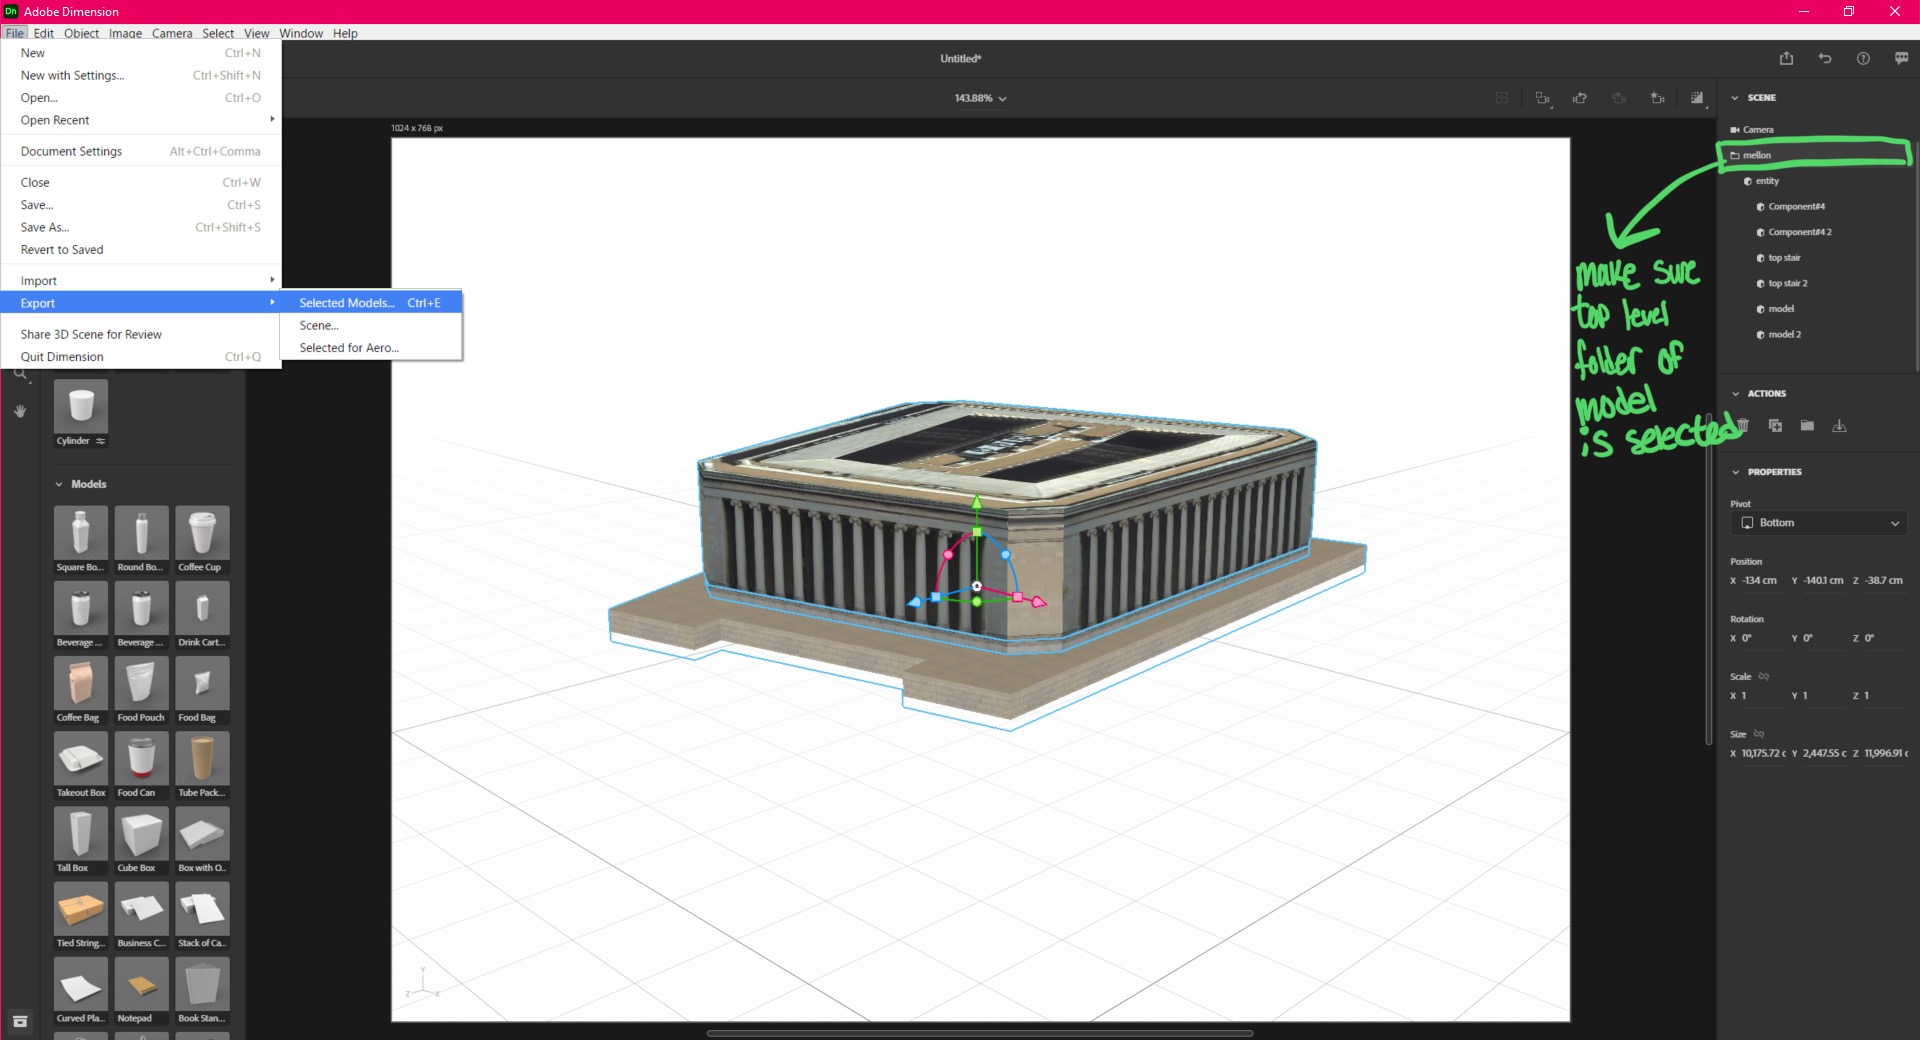 Dn Adobe Dimension
File Edit Object Image Camera Select View Window Help
New Ctrl+N
New with Settings... Ctrl+Shift+N
Open... Ctrl+O
Open Recent
Document Settings Alt+Ctrl+Comma
Close Ctrl+W
Save... Ctrl+S
Save As... Ctrl+Shift+S
Revert to Saved
Import
Export
Share 3D Scene for Review
Quit Dimension Ctrl+Q
Selected Models... Ctrl+E
Scene...
Selected for Aero...
Untitled*
143.88%
1024 x 768 px
Cylinder
Models
Square Bo... Round Bo... Coffee Cup
Beverage ... Beverage ... Drink Cart...
Coffee Bag Food Pouch Food Bag
Takeout Box Food Can Tube Pack...
Tall Box Cube Box Box with O...
Tied String... Business C... Stack of Ca...
Curved Pla... Notepad Book Stan...
Y
Z X
make sure
top level
folder of
model
is selected
SCENE
Camera
mellon
entity
Component#4
Component#4 2
top stair
top stair 2
model
model 2
ACTIONS
PROPERTIES
Pivot
Bottom
Position
X -134 cm Y -140.1 cm Z -38.7 cm
Rotation
X 0° Y 0° Z 0°
Scale
X 1 Y 1 Z 1
Size
X 10,175.72 c Y 2,447.55 c Z 11,996.91 c